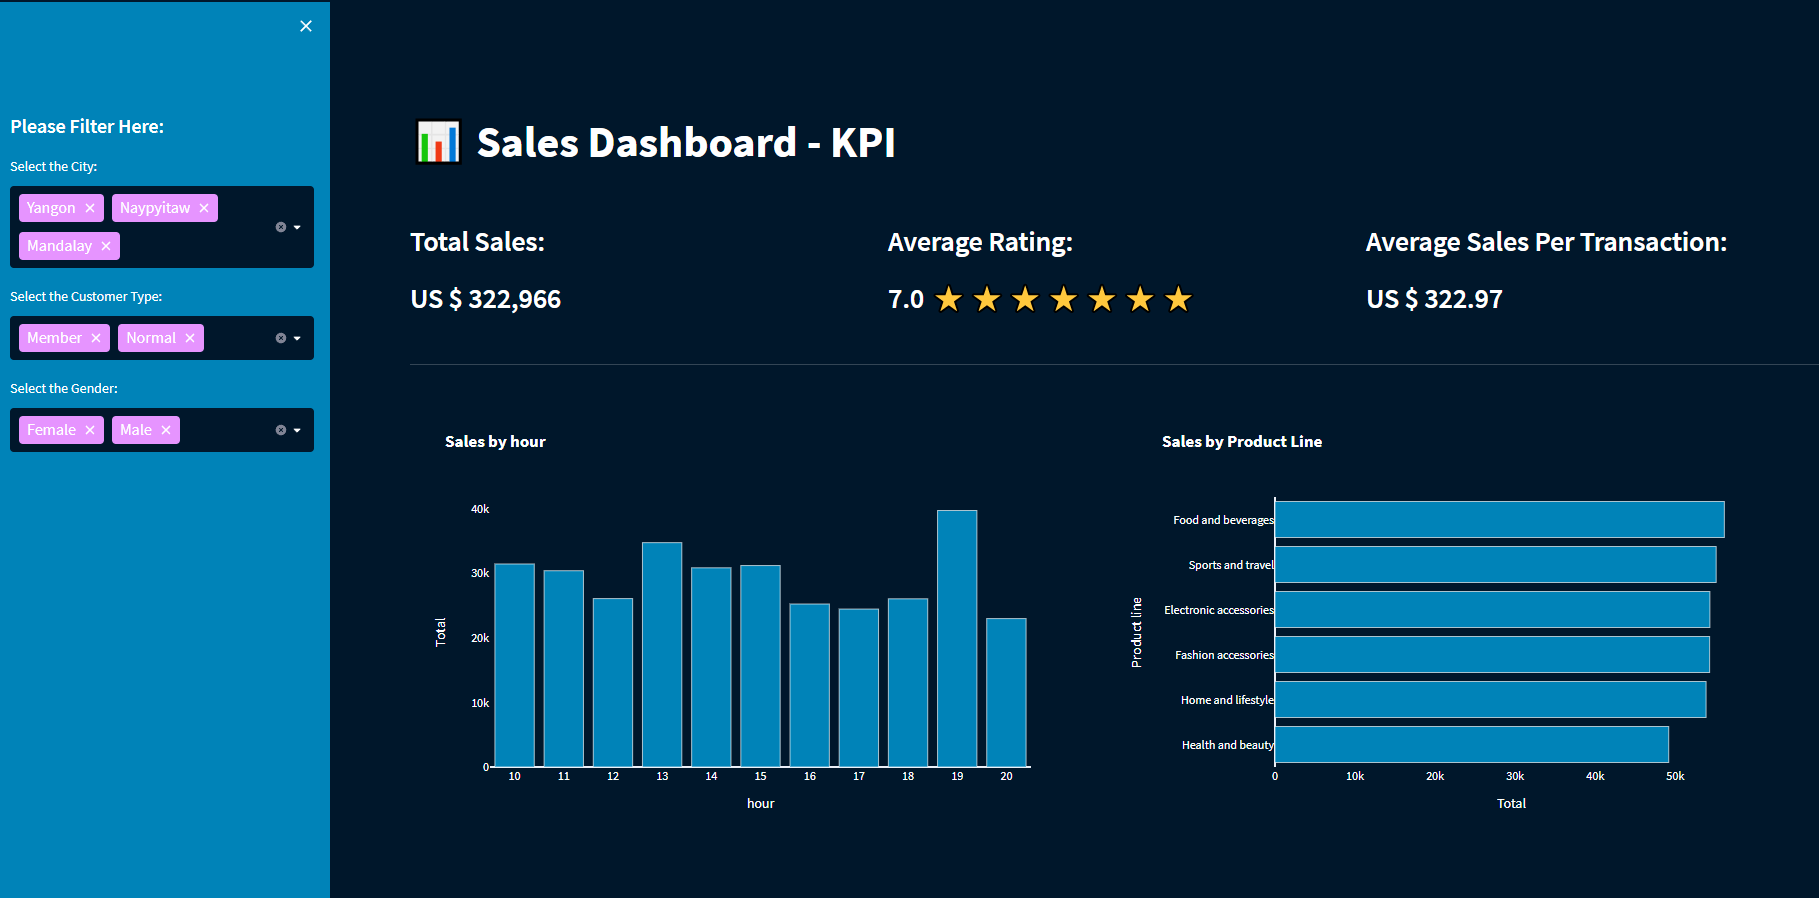 Please Filter Here:
Select the City:
Yangon
Naypyitaw
Mandalay
Select the Customer Type:
Member
Normal
Select the Gender:
Female
Male
Sales Dashboard - KPI
Total Sales:
US $ 322,966
Average Rating:
7.0
Average Sales Per Transaction:
US $ 322.97
Sales by hour
40k
30k
20k
10k
0
Total
10 11 12 13 14 15 16 17 18 19 20
hour
Sales by Product Line
Product line
Food and beverages
Sports and travel
Electronic accessories
Fashion accessories
Home and lifestyle
Health and beauty
0 10k 20k 30k 40k 50k
Total